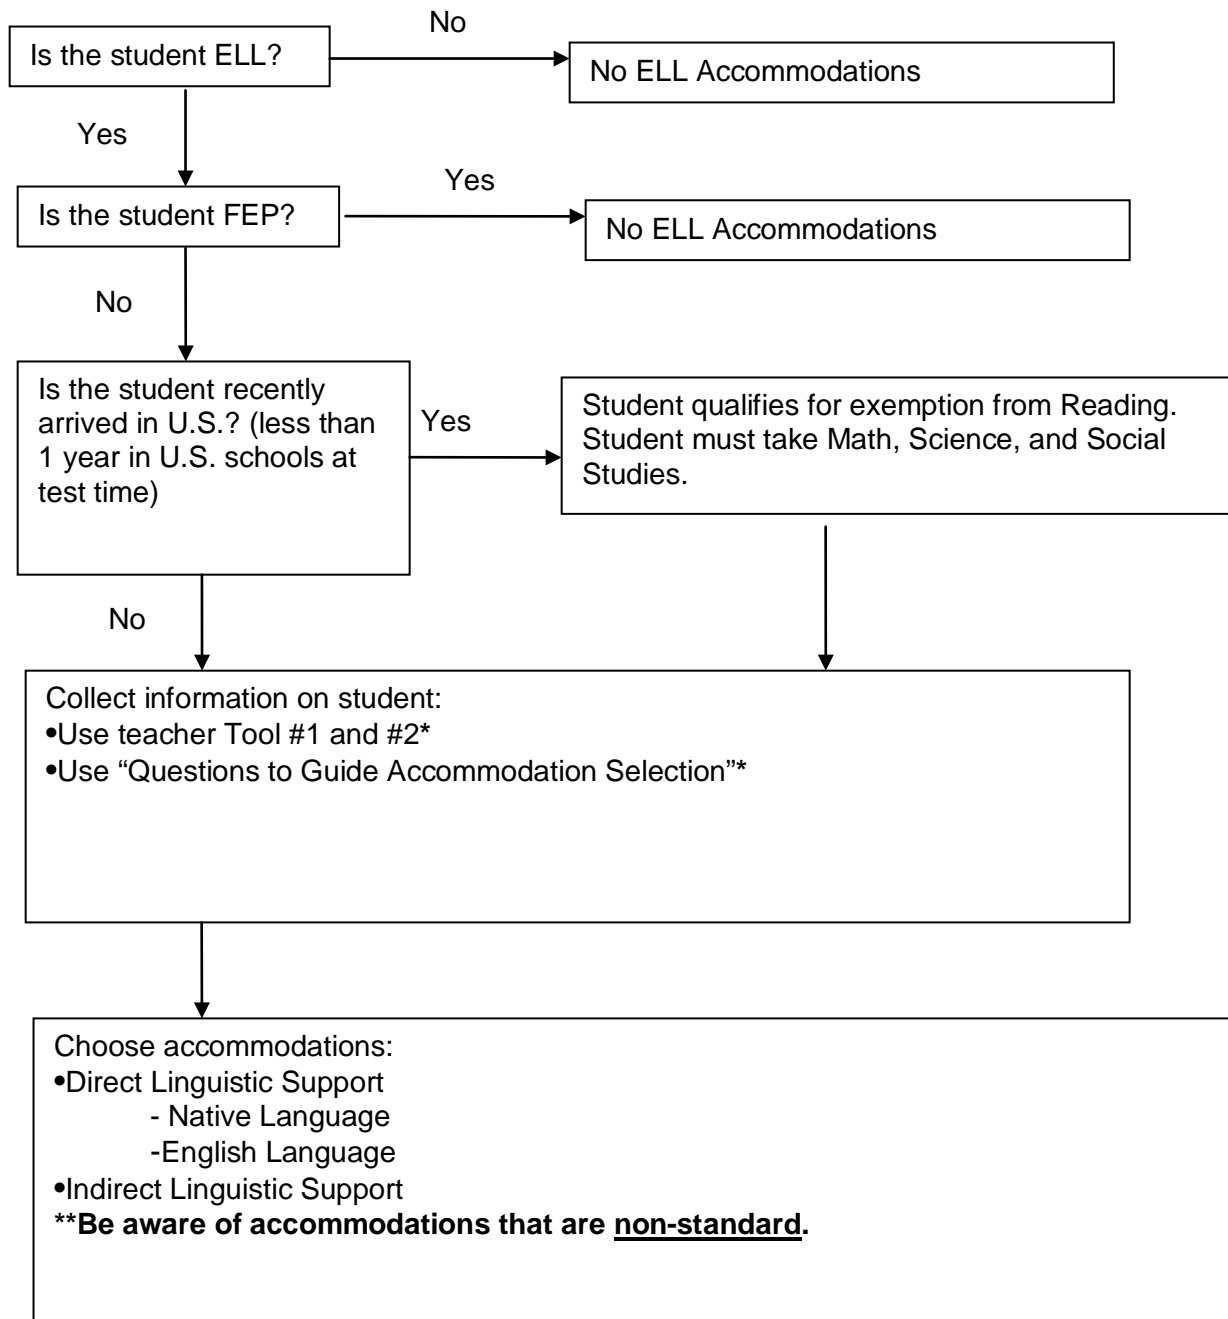 No
Is the student ELL?
No ELL Accommodations
Yes
Yes
Is the student FEP?
No ELL Accommodations
No
Is the student recently
arrived in U.S.? (less than
1 year in U.S. schools at
test time)
Yes
Student qualifies for exemption from Reading.
Student must take Math, Science, and Social
Studies.
No
Collect information on student:
•Use teacher Tool #1 and #2*
•Use “Questions to Guide Accommodation Selection”*
Choose accommodations:
•Direct Linguistic Support
- Native Language
-English Language
•Indirect Linguistic Support
**Be aware of accommodations that are non-standard.